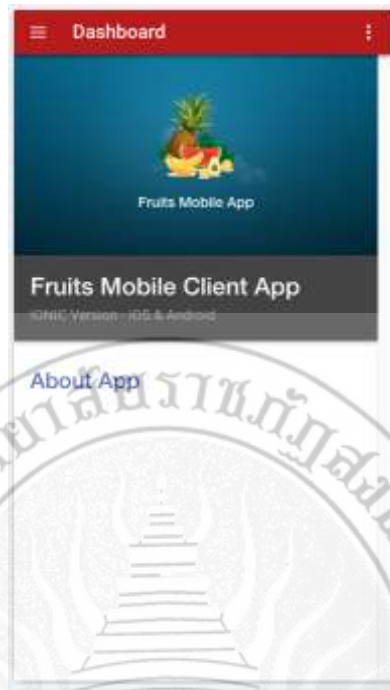 Dashboard
Fruits Mobile App
Fruits Mobile Client App
IONIC Version - iOS & Android
About App